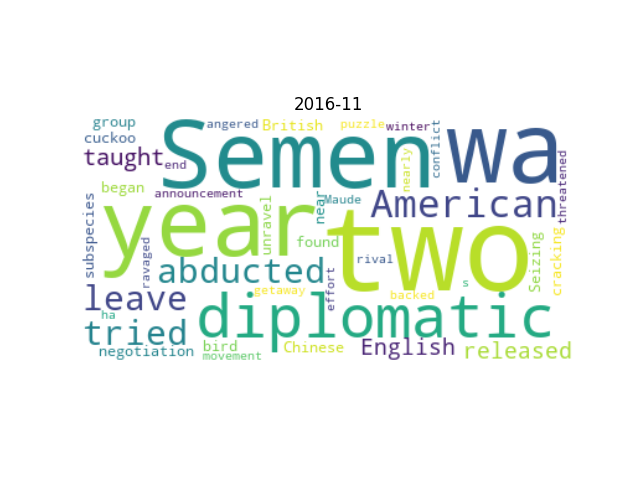 2016-11
group
angered
British
puzzle
winter
cuckoo
Semen
wa
conflict
taught
end
nearly
threatened
began
announcement
near
Maude
American
subspecies
year
unravel
found
two
ravaged
abducted
rival
Seizing
cracking
leave
getaway
effort
backed
s
ha
diplomatic
tried
negotiation
bird
movement
Chinese
English
released